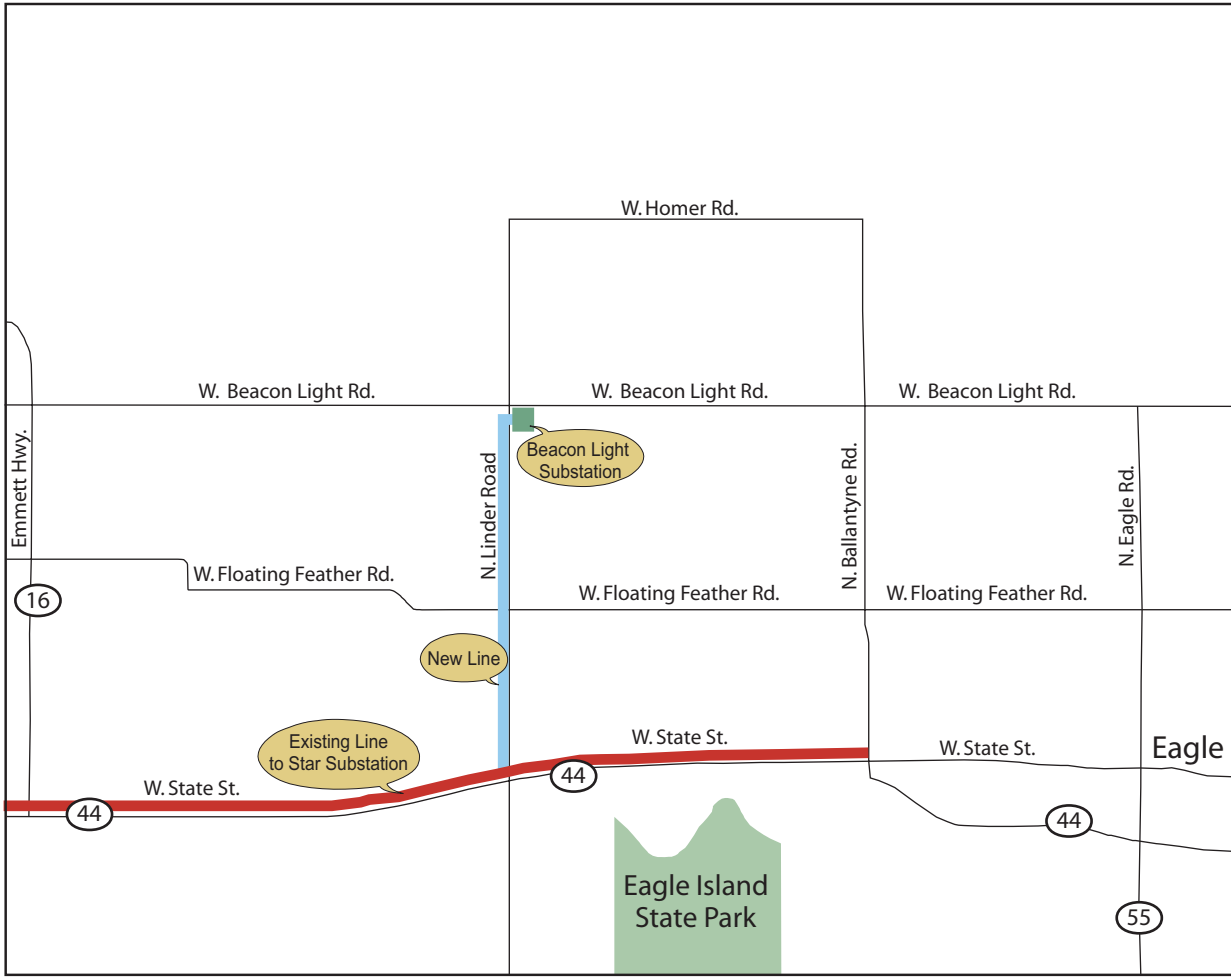 W. Homer Rd.
W. Beacon Light Rd.
W. Beacon Light Rd.
W. Beacon Light Rd.
Emmett Hwy.
N. Linder Road
Beacon Light
Substation
N. Ballantyne Rd.
N. Eagle Rd.
W. Floating Feather Rd.
W. Floating Feather Rd.
W. Floating Feather Rd.
16
New Line
Existing Line
to Star Substation
W. State St.
W. State St.
Eagle
W. State St.
44
44
44
Eagle Island
State Park
55